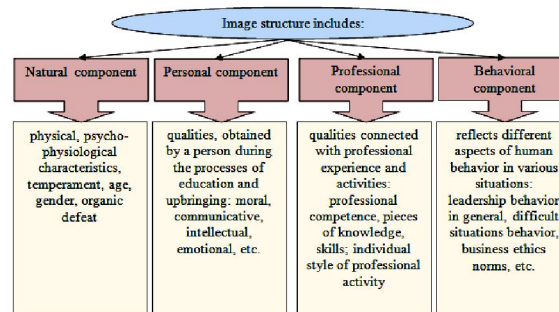 Image structure includes:
Natural component
Personal component
Professional
component
Behavioral
component
physical, psycho-
physiological
characteristics,
temperament, age,
gender, organic
defeat
qualities, obtained
by a person during
the processes of
education and
upbringing: moral,
communicative,
intellectual,
emotional, etc.
qualities connected
with professional
experience and
activities:
professional
competence, pieces
of knowledge,
skills; individual
style of professional
activity
reflects different
aspects of human
behavior in various
situations:
leadership behavior
in general, difficult
situations behavior,
business ethics
norms, etc.